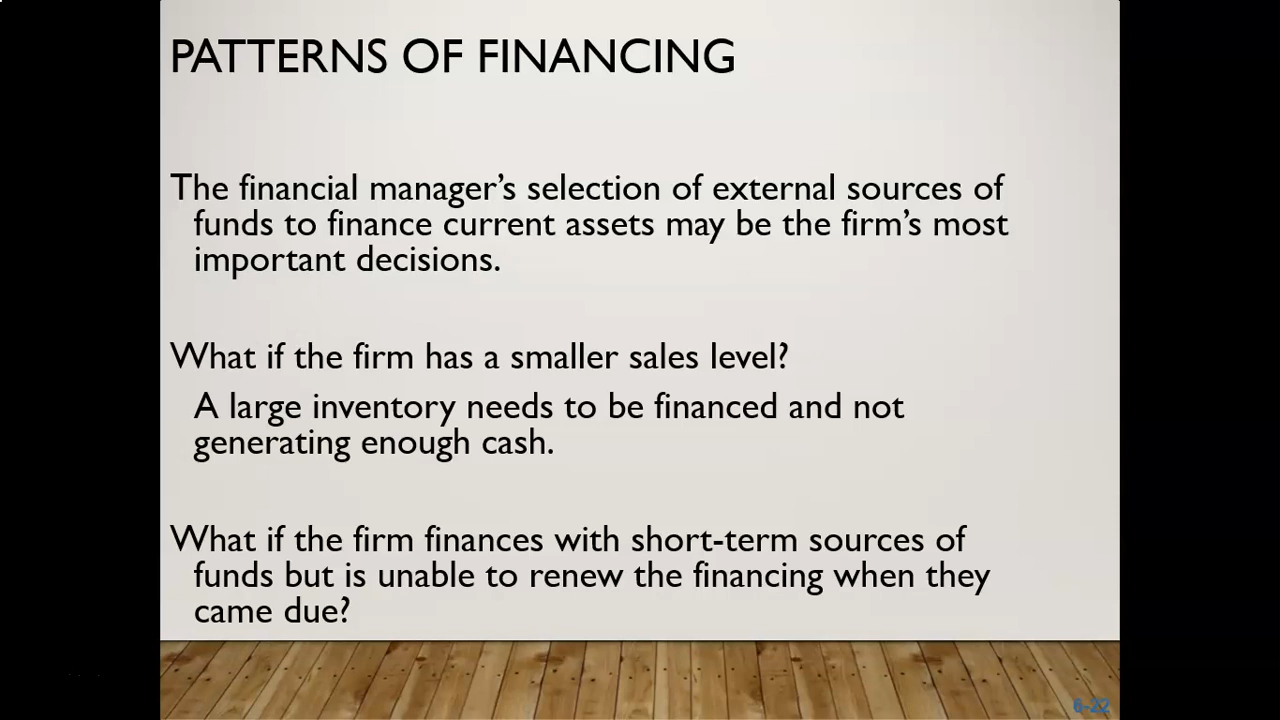 PATTERNS OF FINANCING
The financial manager’s selection of external sources of
funds to finance current assets may be the firm’s most
important decisions.
What if the firm has a smaller sales level?
A large inventory needs to be financed and not
generating enough cash.
What if the firm finances with short-term sources of
funds but is unable to renew the financing when they
came due?
6-22